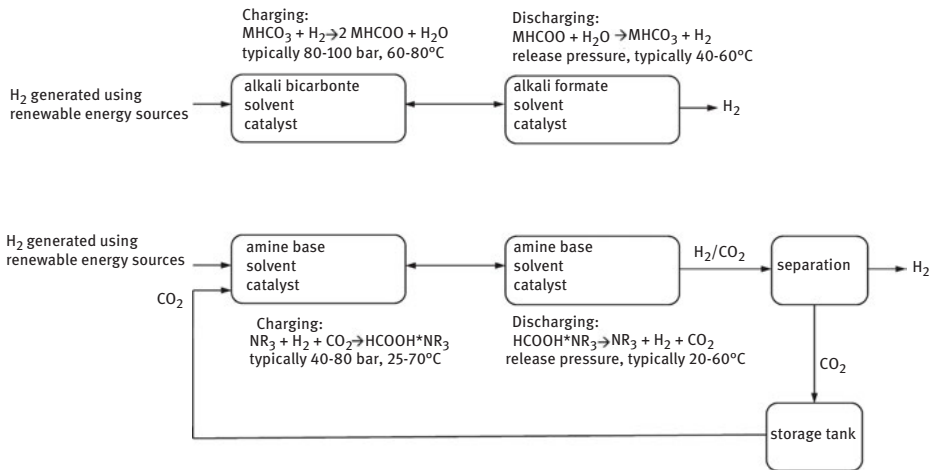 Charging:
MHCO₃ + H₂→2 MHCOO + H₂O
typically 80-100 bar, 60-80°C
Discharging:
MHCOO + H₂O →MHCO₃ + H₂
release pressure, typically 40-60°C
H₂ generated using
renewable energy sources
alkali bicarbonte
solvent
catalyst
alkali formate
solvent
catalyst
H₂
H₂ generated using
renewable energy sources
CO₂
amine base
solvent
catalyst
amine base
solvent
catalyst
H₂/CO₂
separation
H₂
Charging:
NR₃ + H₂ + CO₂→HCOOH*NR₃
typically 40-80 bar, 25-70°C
Discharging:
HCOOH*NR₃→NR₃ + H₂ + CO₂
release pressure, typically 20-60°C
CO₂
storage tank